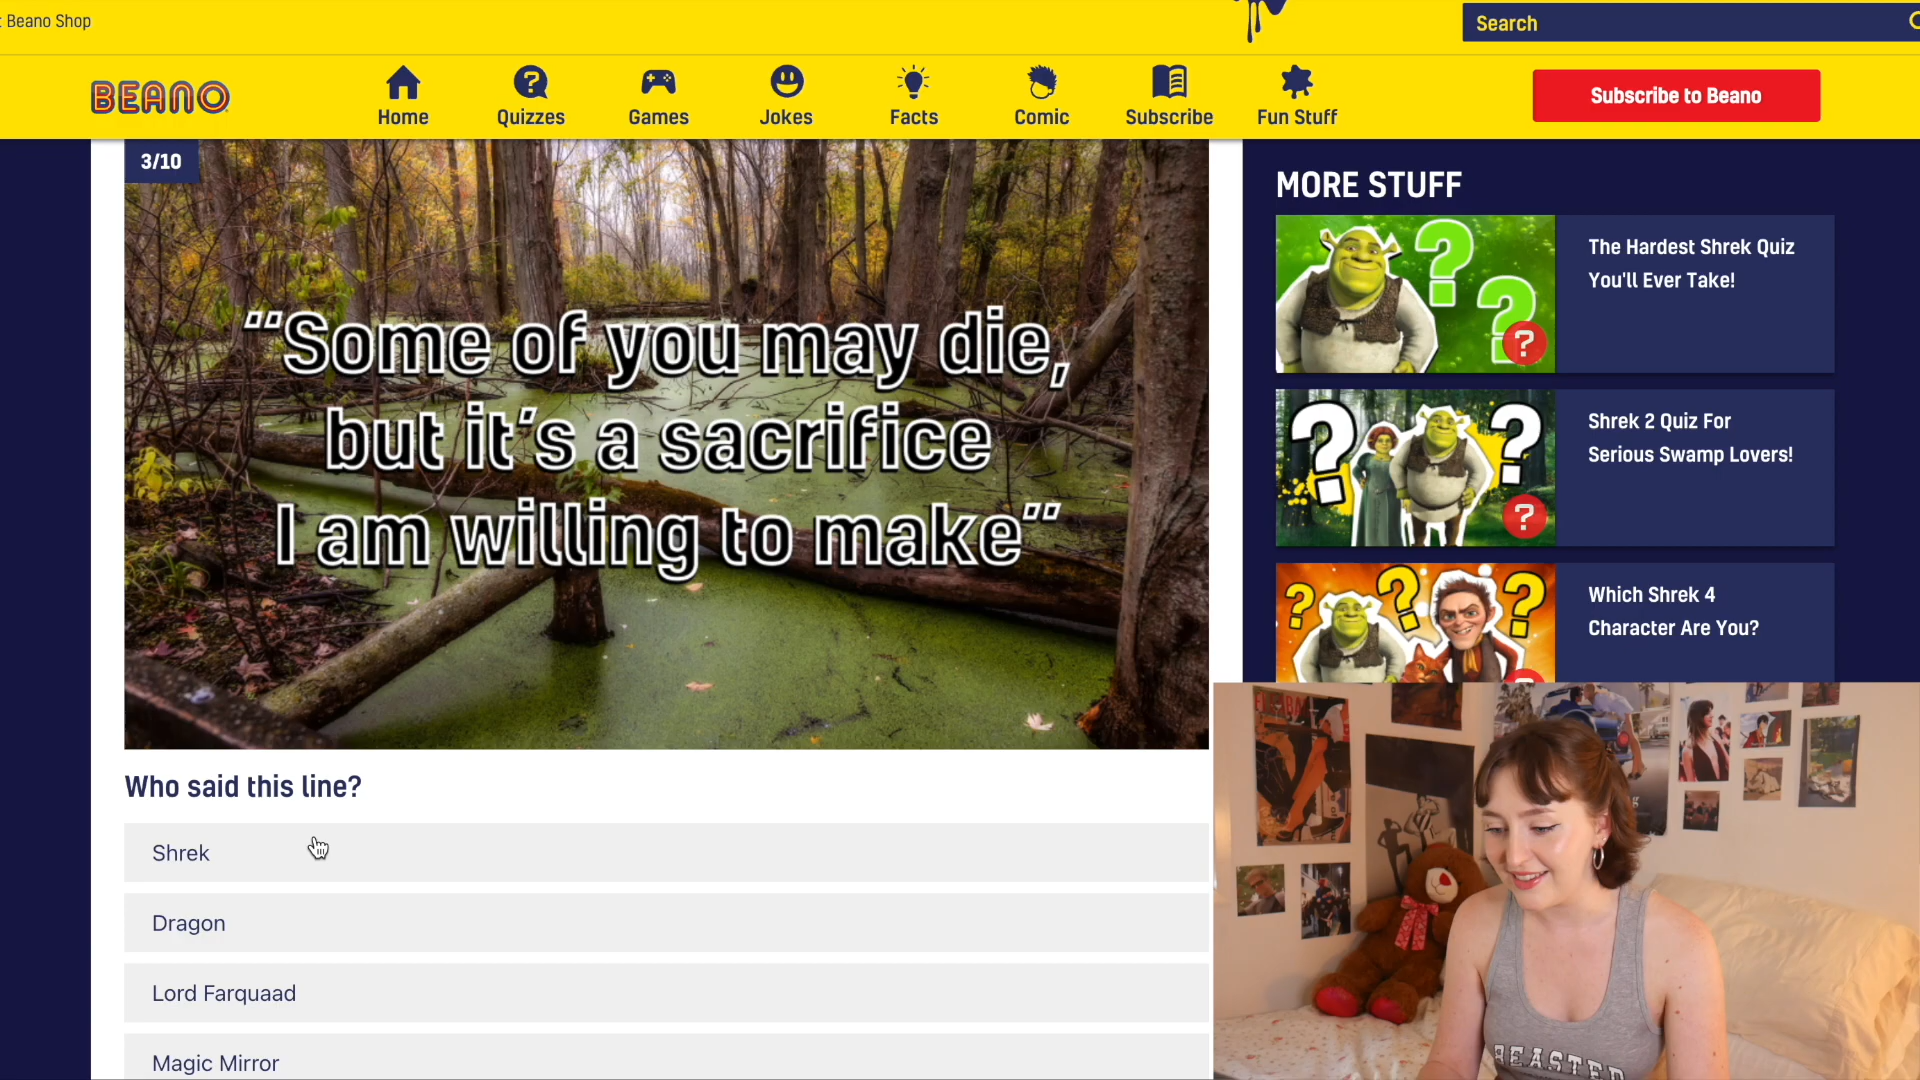 t Beano Shop
Search
BEANO
Home
Quizzes
Games
Jokes
Facts
Comic
Subscribe
Fun Stuff
Subscribe to Beano
3/10
“Some of you may die,
but it’s a sacrifice
I am willing to make”
Who said this line?
Shrek
Dragon
Lord Farquaad
Magic Mirror
MORE STUFF
The Hardest Shrek Quiz
You'll Ever Take!
? ?
?
Shrek 2 Quiz For
Serious Swamp Lovers!
? ?
?
Which Shrek 4
Character Are You?
? ? ?